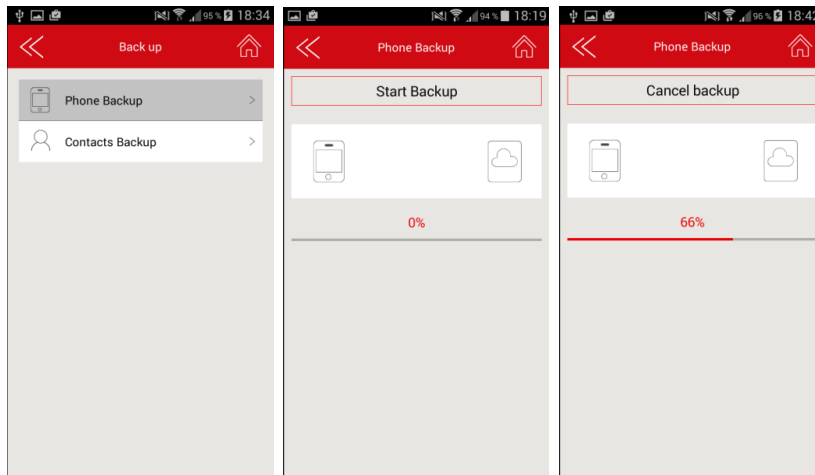 95 % 18:34
Back up
Phone Backup
Contacts Backup
94 % 18:19
Phone Backup
Start Backup
0%
96 % 18:42
Phone Backup
Cancel backup
66%